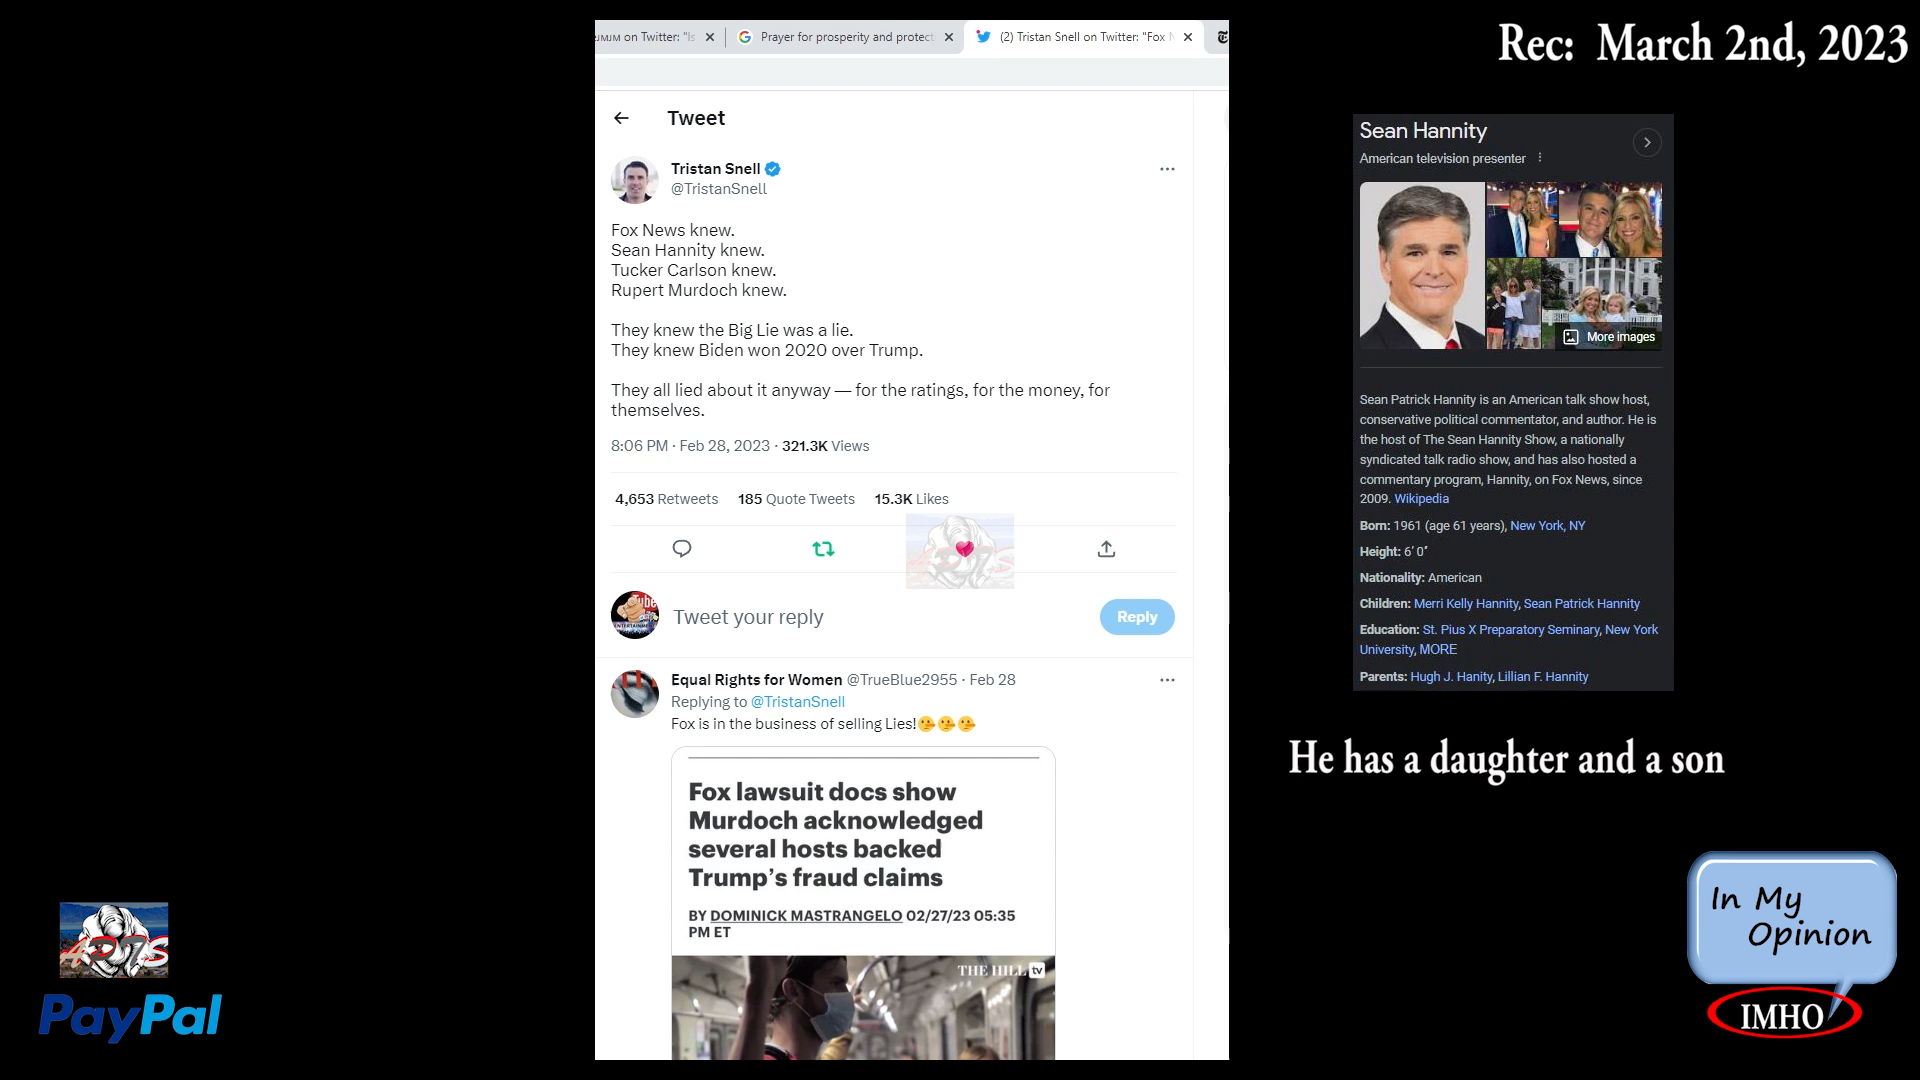 Rec: March 2nd, 2023
on Twitter: "Is
Prayer for prosperity and protect
(2) Tristan Snell on Twitter: "Fox N
Tweet
Tristan Snell
@TristanSnell
Fox News knew.
Sean Hannity knew.
Tucker Carlson knew.
Rupert Murdoch knew.
They knew the Big Lie was a lie.
They knew Biden won 2020 over Trump.
They all lied about it anyway — for the ratings, for the money, for
themselves.
8:06 PM · Feb 28, 2023 · 321.3K Views
4,653 Retweets 185 Quote Tweets 15.3K Likes
Tweet your reply
Reply
Equal Rights for Women @TrueBlue2955 · Feb 28
Replying to @TristanSnell
Fox is in the business of selling Lies!🫡🫡🫡
Fox lawsuit docs show
Murdoch acknowledged
several hosts backed
Trump's fraud claims
BY DOMINICK MASTRANGELO 02/27/23 05:35
PM ET
THE HILL tv
Sean Hannity
American television presenter
More images
Sean Patrick Hannity is an American talk show host,
conservative political commentator, and author. He is
the host of The Sean Hannity Show, a nationally
syndicated talk radio show, and has also hosted a
commentary program, Hannity, on Fox News, since
2009. Wikipedia
Born: 1961 (age 61 years), New York, NY
Height: 6′ 0″
Nationality: American
Children: Merri Kelly Hannity, Sean Patrick Hannity
Education: St. Pius X Preparatory Seminary, New York
University, MORE
Parents: Hugh J. Hanity, Lillian F. Hannity
He has a daughter and a son
In My
Opinion
IMHO
PayPal